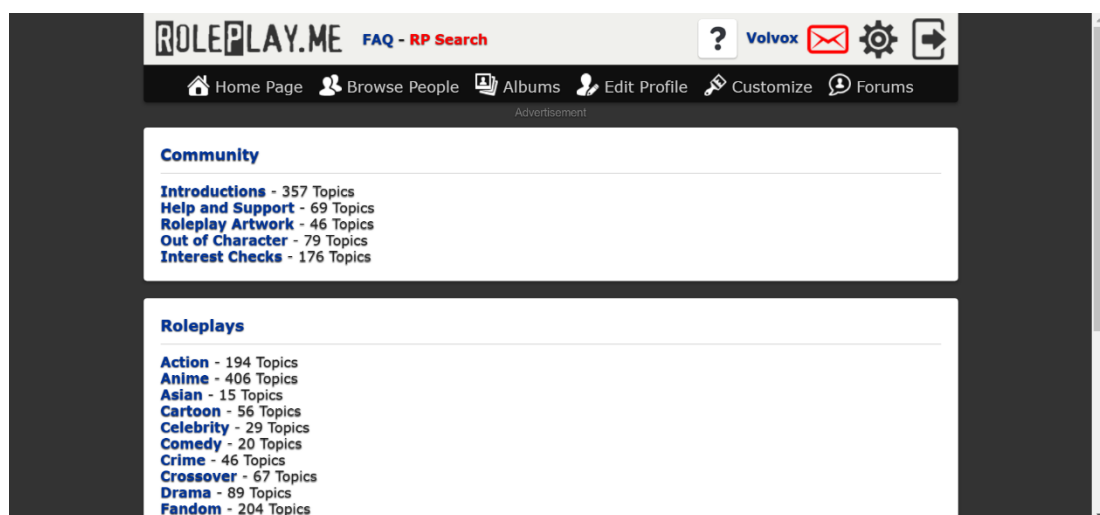 ROLEPLAY.ME FAQ - RP Search ? Volvox
Home Page Browse People Albums Edit Profile Customize Forums
Advertisement
Community
Introductions - 357 Topics
Help and Support - 69 Topics
Roleplay Artwork - 46 Topics
Out of Character - 79 Topics
Interest Checks - 176 Topics
Roleplays
Action - 194 Topics
Anime - 406 Topics
Asian - 15 Topics
Cartoon - 56 Topics
Celebrity - 29 Topics
Comedy - 20 Topics
Crime - 46 Topics
Crossover - 67 Topics
Drama - 89 Topics
Fandom - 204 Topics